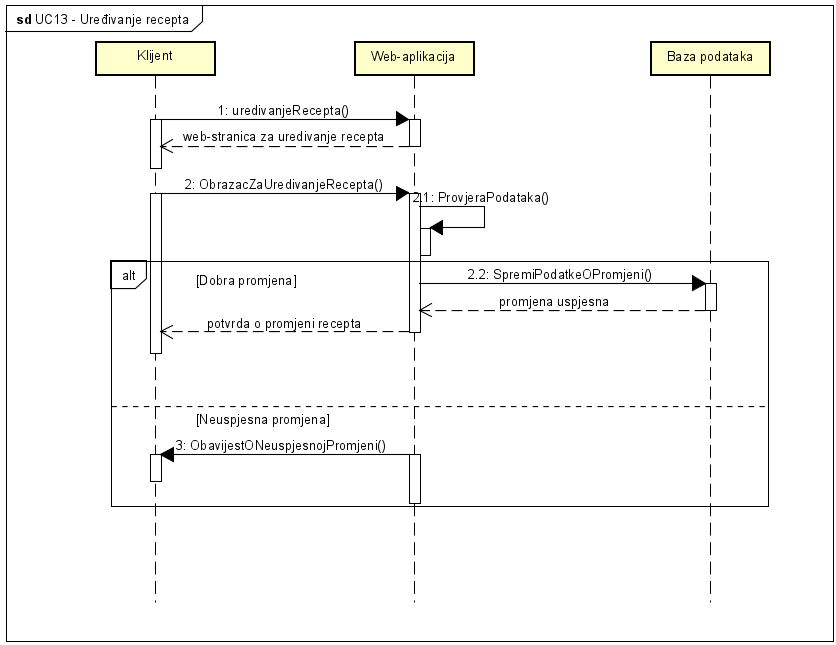 sd UC13 - Uređivanje recepta
Klijent
Web-aplikacija
Baza podataka
1: uredivanjeRecepta()
web-stranica za uredivanje recepta
2: ObrazacZaUredivanjeRecepta()
2.1: ProvjeraPodataka()
alt
[Dobra promjena]
2.2: SpremiPodatkeOPromjeni()
promjena uspjesna
potvrda o promjeni recepta
[Neuspjesna promjena]
3: ObavijestONeuspjesnojPromjeni()